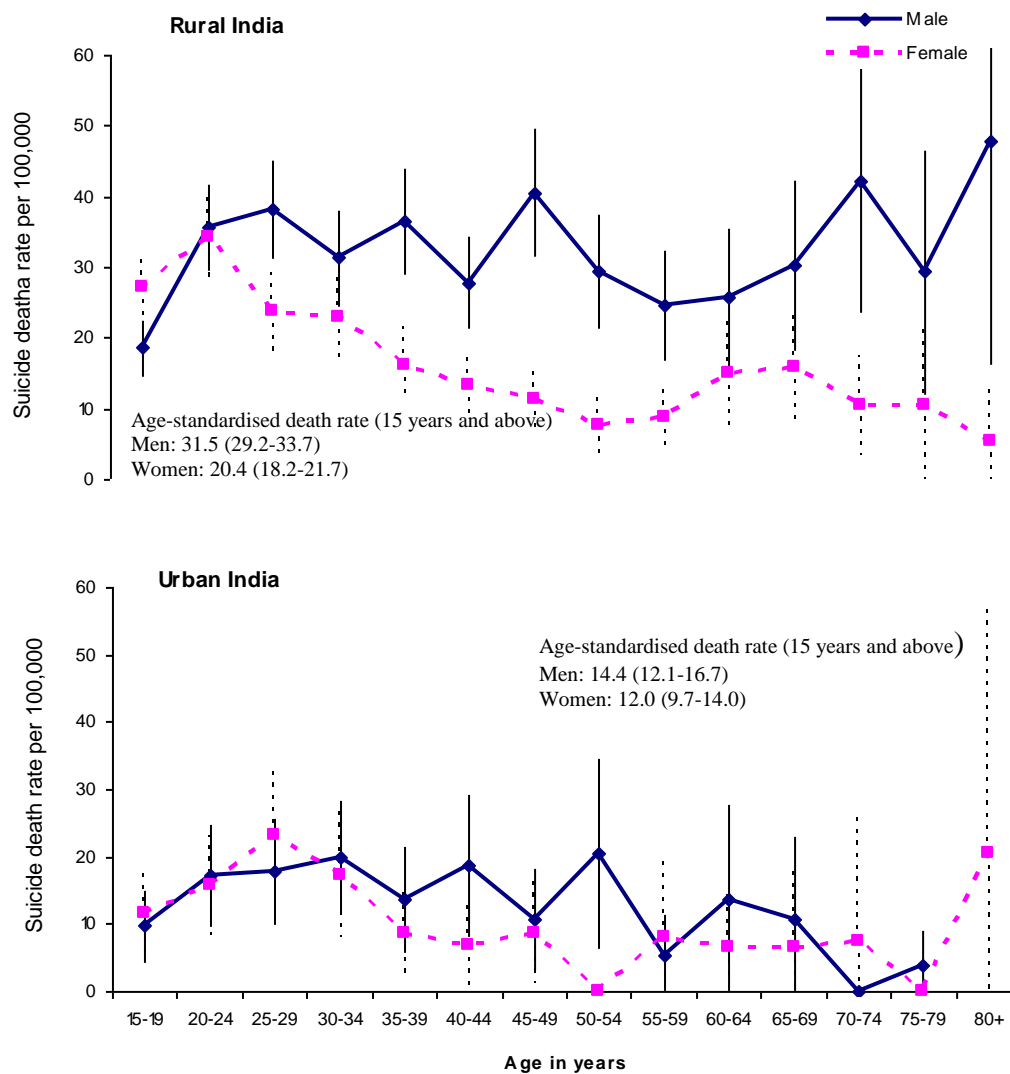 Rural India
Male
Female
60
50
40
30
20
10
0
Suicide deatha rate per 100,000
Age-standardised death rate (15 years and above)
Men: 31.5 (29.2-33.7)
Women: 20.4 (18.2-21.7)
Urban India
60
50
40
30
20
10
0
Suicide death rate per 100,000
Age-standardised death rate (15 years and above)
Men: 14.4 (12.1-16.7)
Women: 12.0 (9.7-14.0)
15-19 20-24 25-29 30-34 35-39 40-44 45-49 50-54 55-59 60-64 65-69 70-74 75-79 80+
Age in years